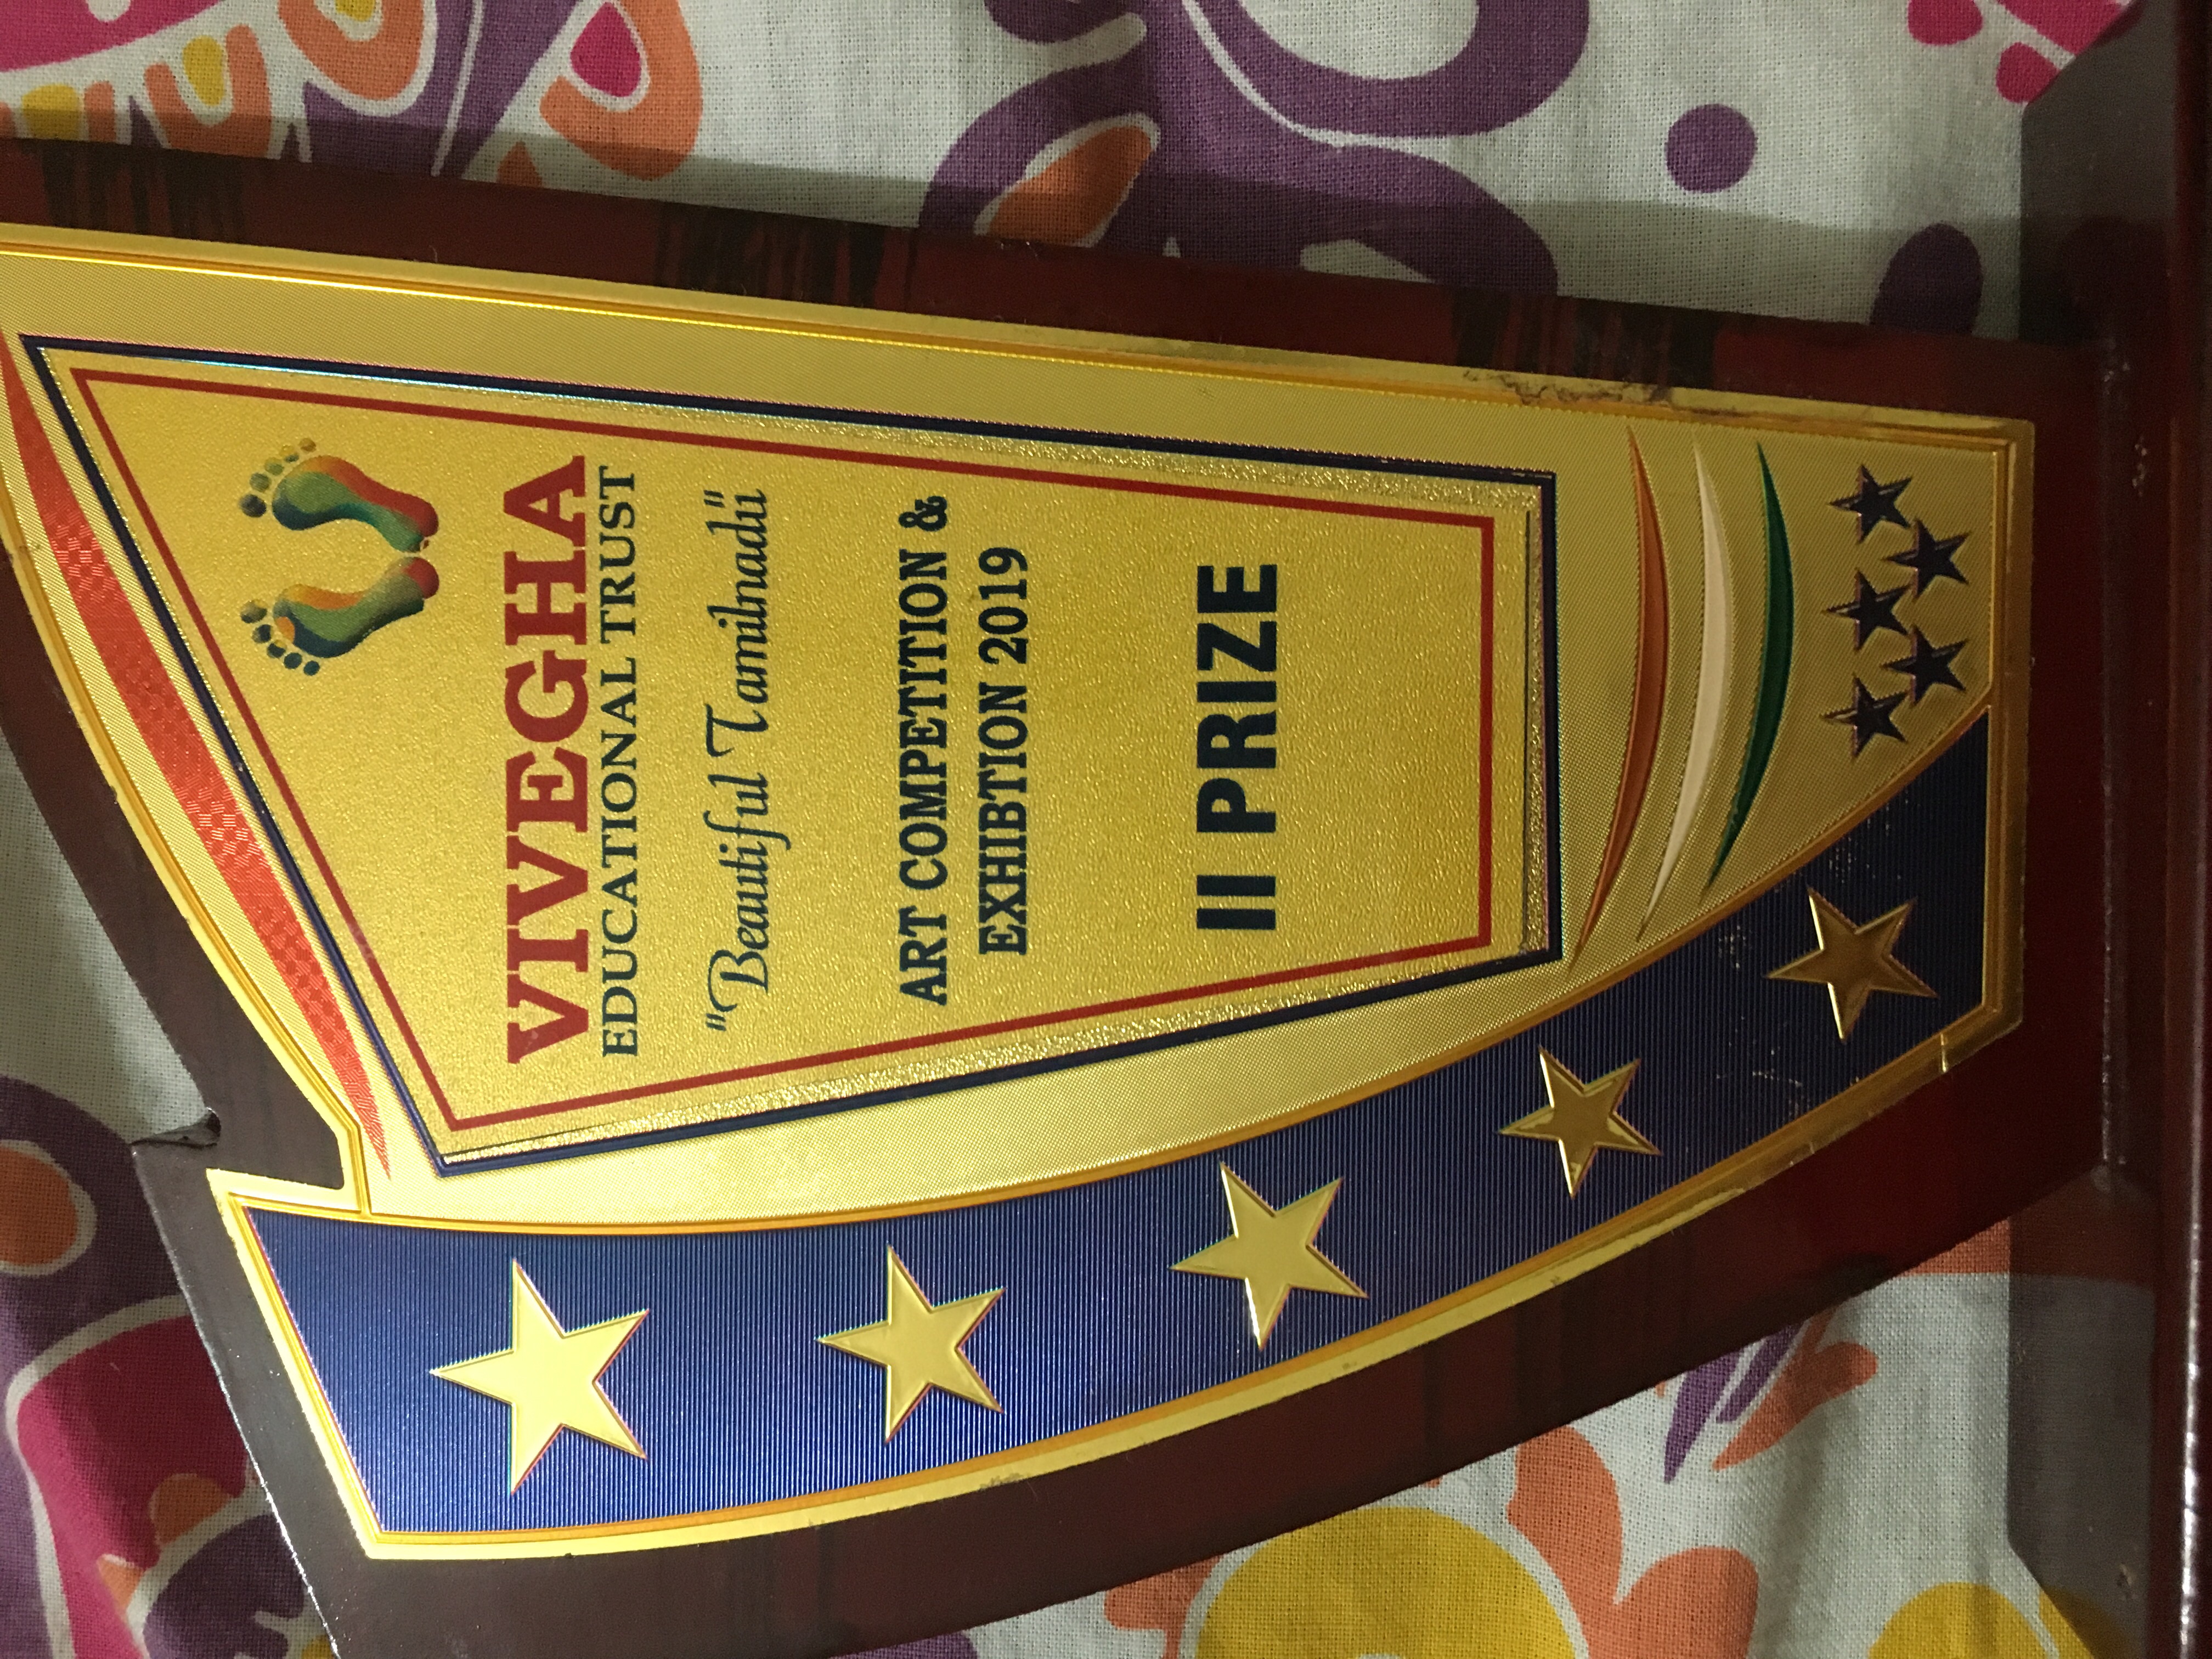 VIVEGHA
EDUCATIONAL TRUST
"Beautiful Tamilnadu"
ART COMPETITION &
EXHIBTION 2019
II PRIZE